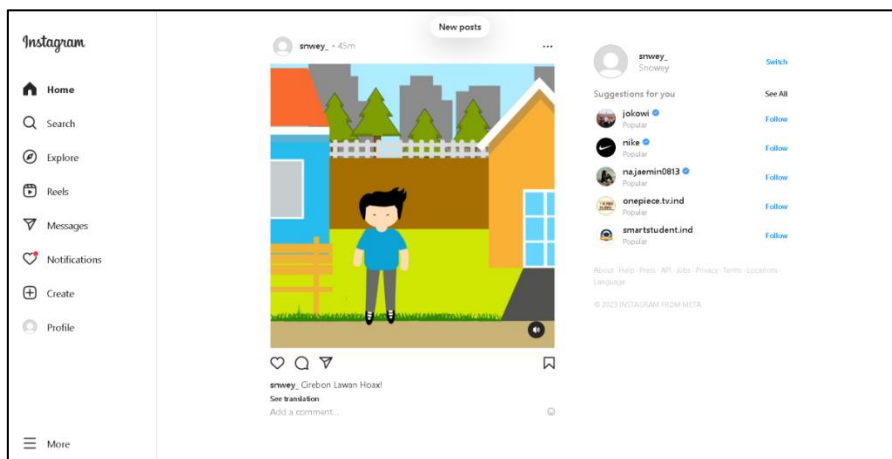 Instagram
Home
Search
Explore
Reels
Messages
Notifications
Create
Profile
More
New posts
snwey_ • 45m
snwey_ Cirebon Lawan Hoax!
See translation
Add a comment...
snwey_
Snowey
Switch
Suggestions for you
See All
jokowi
Popular
Follow
nike
Popular
Follow
na.jaemin0813
Popular
Follow
onepiece.tv.ind
Popular
Follow
smartstudent.ind
Popular
Follow
About · Help · Press · API · Jobs · Privacy · Terms · Locations ·
Language
© 2023 INSTAGRAM FROM META